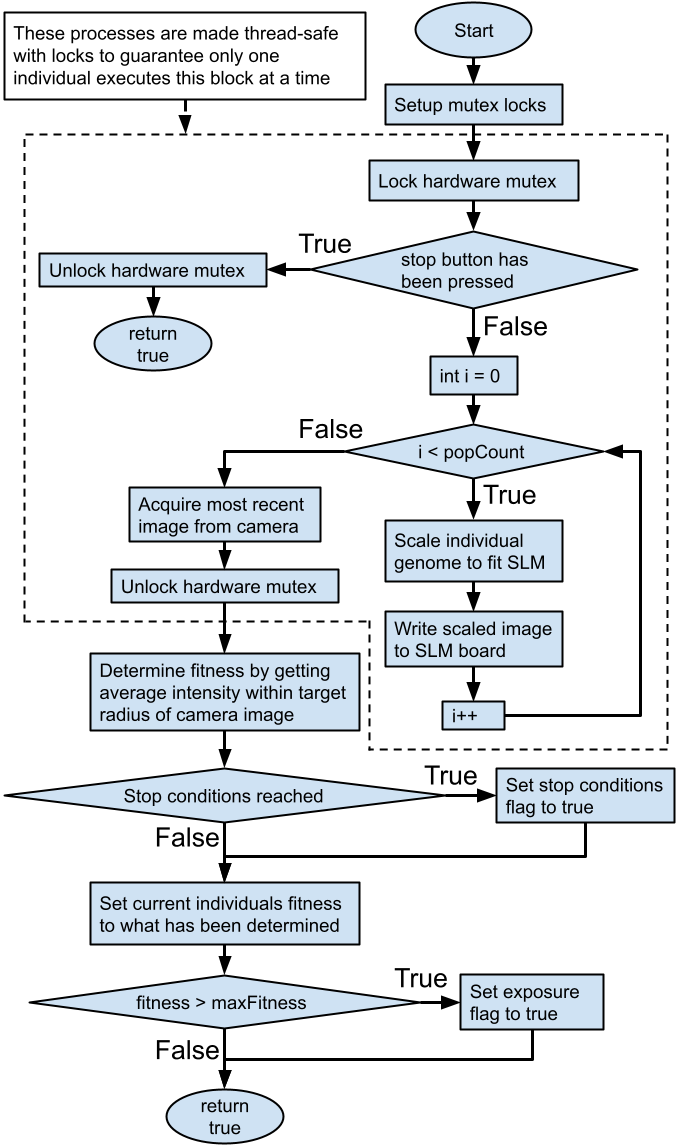 These processes are made thread-safe
with locks to guarantee only one
individual executes this block at a time
Start
Setup mutex locks
Lock hardware mutex
stop button has
been pressed
True
Unlock hardware mutex
return
true
False
int i = 0
i < popCount
False
Acquire most recent
image from camera
Unlock hardware mutex
True
Scale individual
genome to fit SLM
Write scaled image
to SLM board
i++
Determine fitness by getting
average intensity within target
radius of camera image
Stop conditions reached
True
Set stop conditions
flag to true
False
Set current individuals fitness
to what has been determined
fitness > maxFitness
True
Set exposure
flag to true
False
return
true